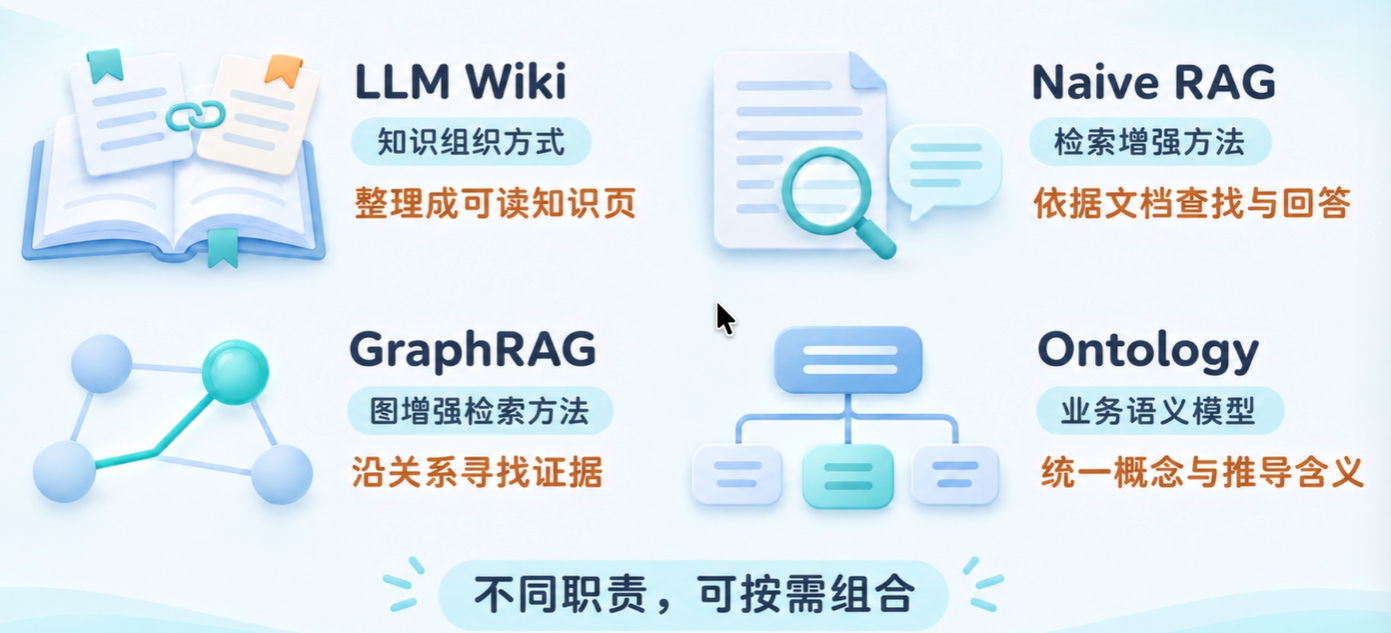 LLM Wiki
知识组织方式
整理成可读知识页
Naive RAG
检索增强方法
依据文档查找与回答
GraphRAG
图增强检索方法
沿关系寻找证据
Ontology
业务语义模型
统一概念与推导含义
不同职责，可按需组合